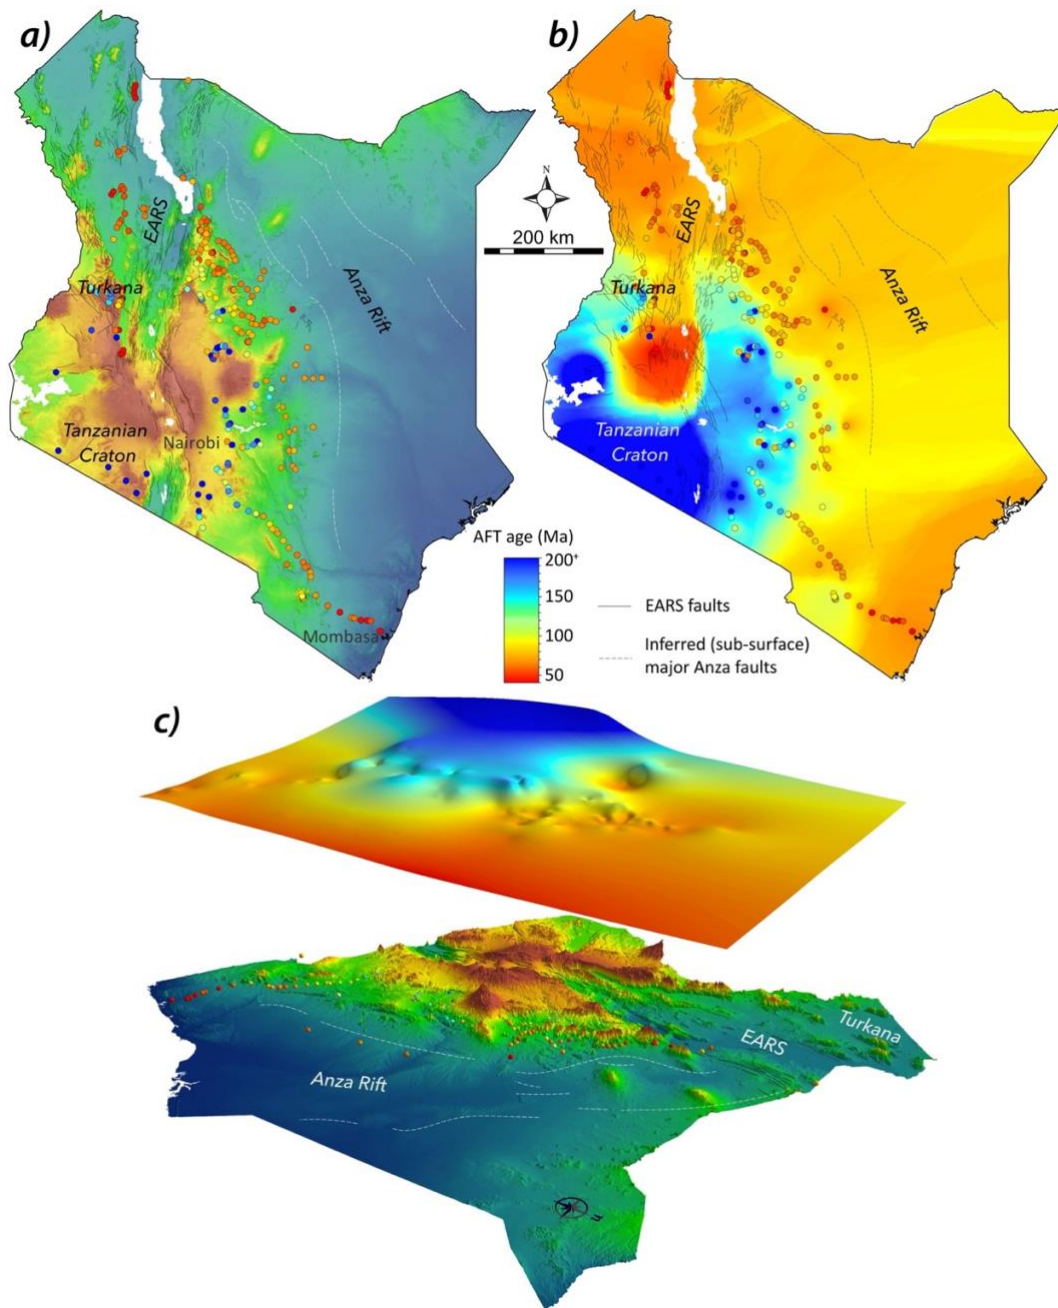 a)
b)
N
200 km
EARS
Turkana
Anza Rift
Tanzanian
Craton
Nairobi
Mombasa
EARS
Turkana
Anza Rift
Tanzanian
Craton
AFT age (Ma)
200+
150
100
50
EARS faults
Inferred (sub-surface)
major Anza faults
c)
Turkana
EARS
Anza Rift